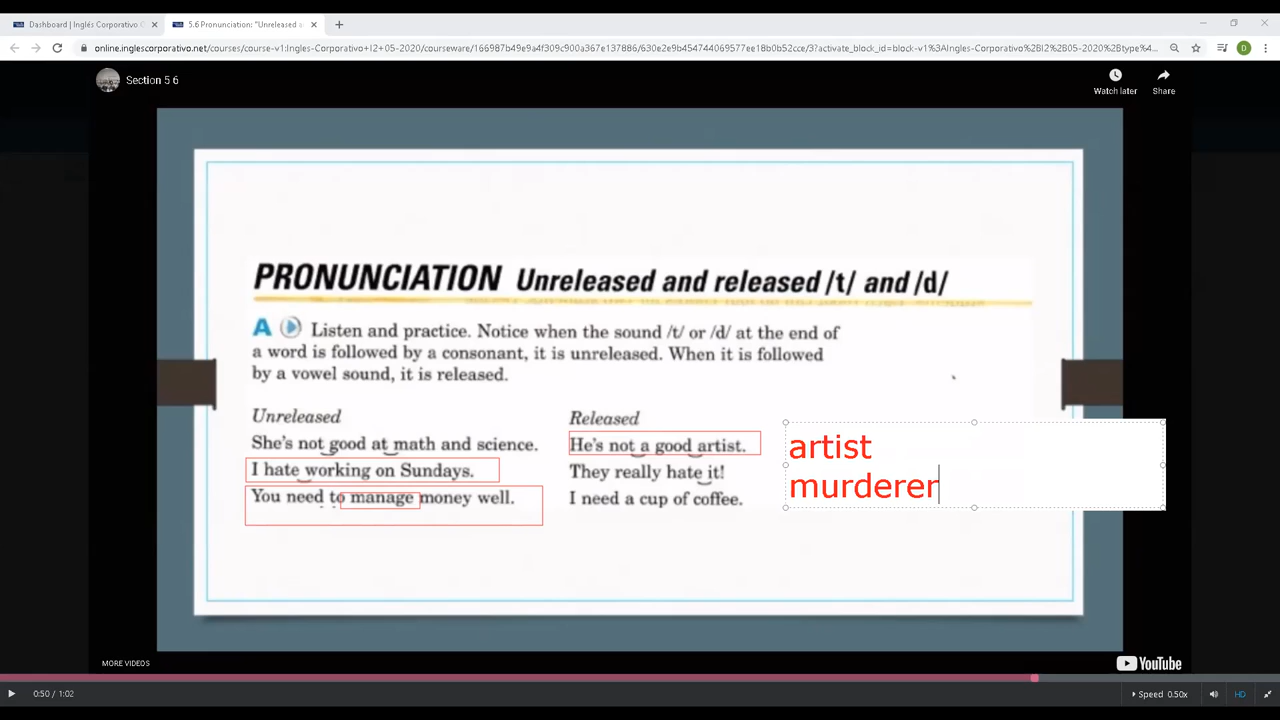 Dashboard | Inglés Corporativo
5.6 Pronunciation: "Unreleased a
online.inglescorporativo.net/courses/course-v1:Ingles-Corporativo+I2+05-2020/courseware/166987b49e9a4f309c900a367e137886/630e2e9b454744069577ee18b0b52cce/3?activate_block_id=block-v1%3AIngles-Corporativo%2BI2%2B05-2020%2Btype%4...
D
Section 5 6
Watch later
Share
PRONUNCIATION Unreleased and released /t/ and /d/
A Listen and practice. Notice when the sound /t/ or /d/ at the end of
a word is followed by a consonant, it is unreleased. When it is followed
by a vowel sound, it is released.
Unreleased
She's not good at math and science.
I hate working on Sundays.
You need to manage money well.
Released
He's not a good artist.
They really hate it!
I need a cup of coffee.
artist
murderer
MORE VIDEOS
YouTube
0:50 / 1:02
Speed 0.50x
HD